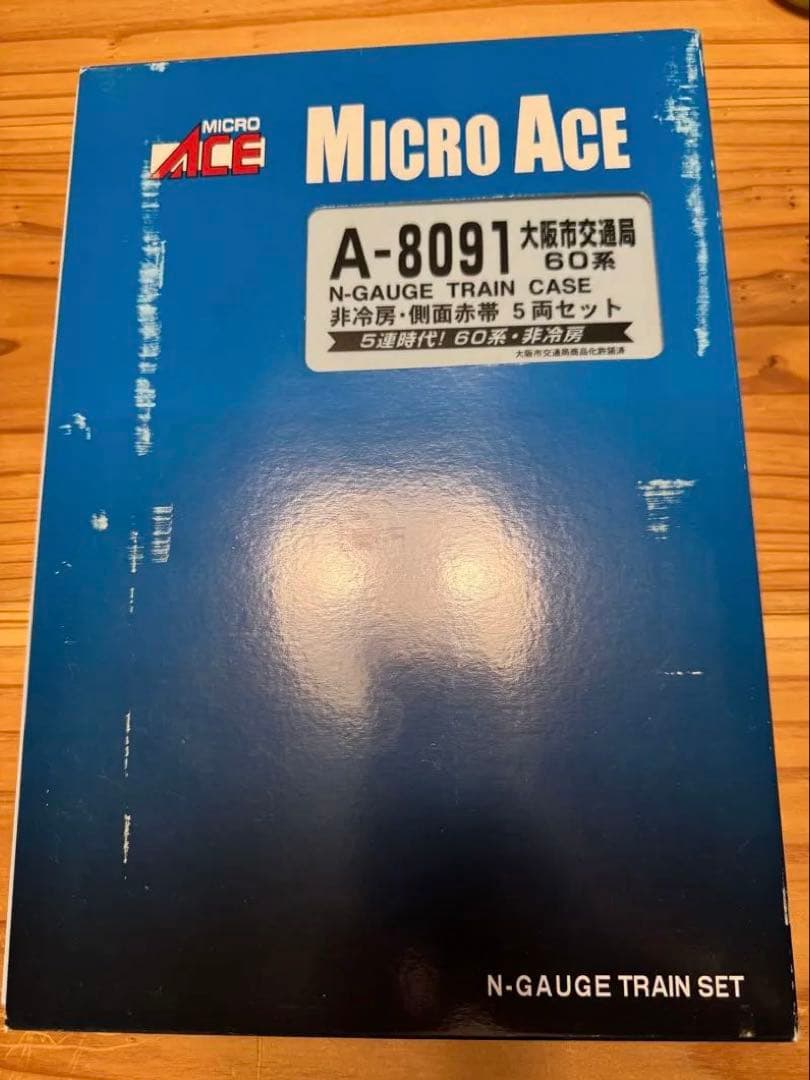 MICRO
ACE
MICRO ACE
A-8091 大阪市交通局
60系
N-GAUGE TRAIN CASE
非冷房・側面赤帯 5両セット
5連時代! 60系・非冷房
大阪市交通局商品化許諾済
N-GAUGE TRAIN SET